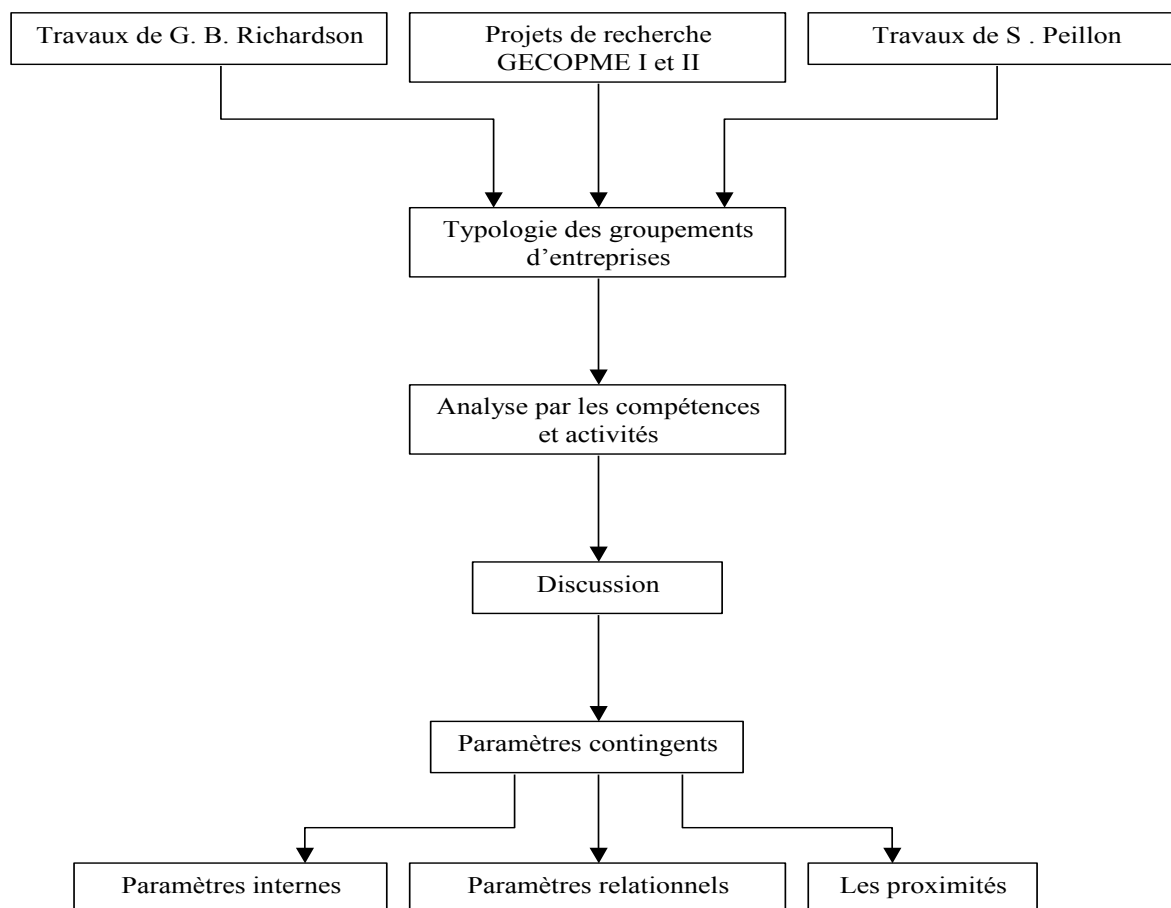 Travaux de G. B. Richardson
Projets de recherche
GECOPME I et II
Travaux de S . Peillon
Typologie des groupements
d’entreprises
Analyse par les compétences
et activités
Discussion
Paramètres contingents
Paramètres internes
Paramètres relationnels
Les proximités